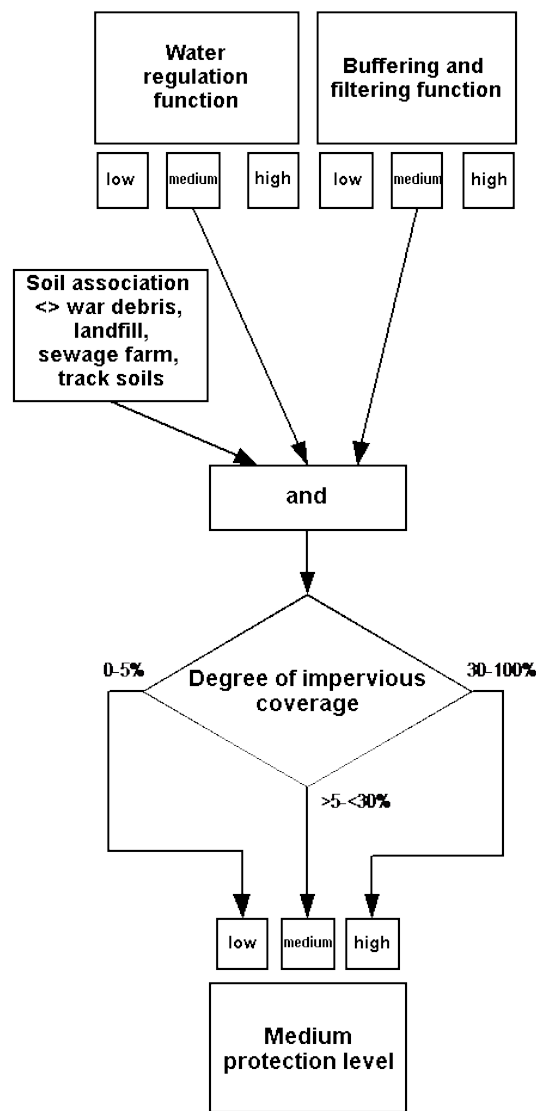 Water
regulation
function
Buffering and
filtering function
low
medium
high
low
medium
high
Soil association
<> war debris,
landfill,
sewage farm,
track soils
and
0-5%
Degree of impervious
coverage
30-100%
>5-<30%
low
medium
high
Medium
protection level